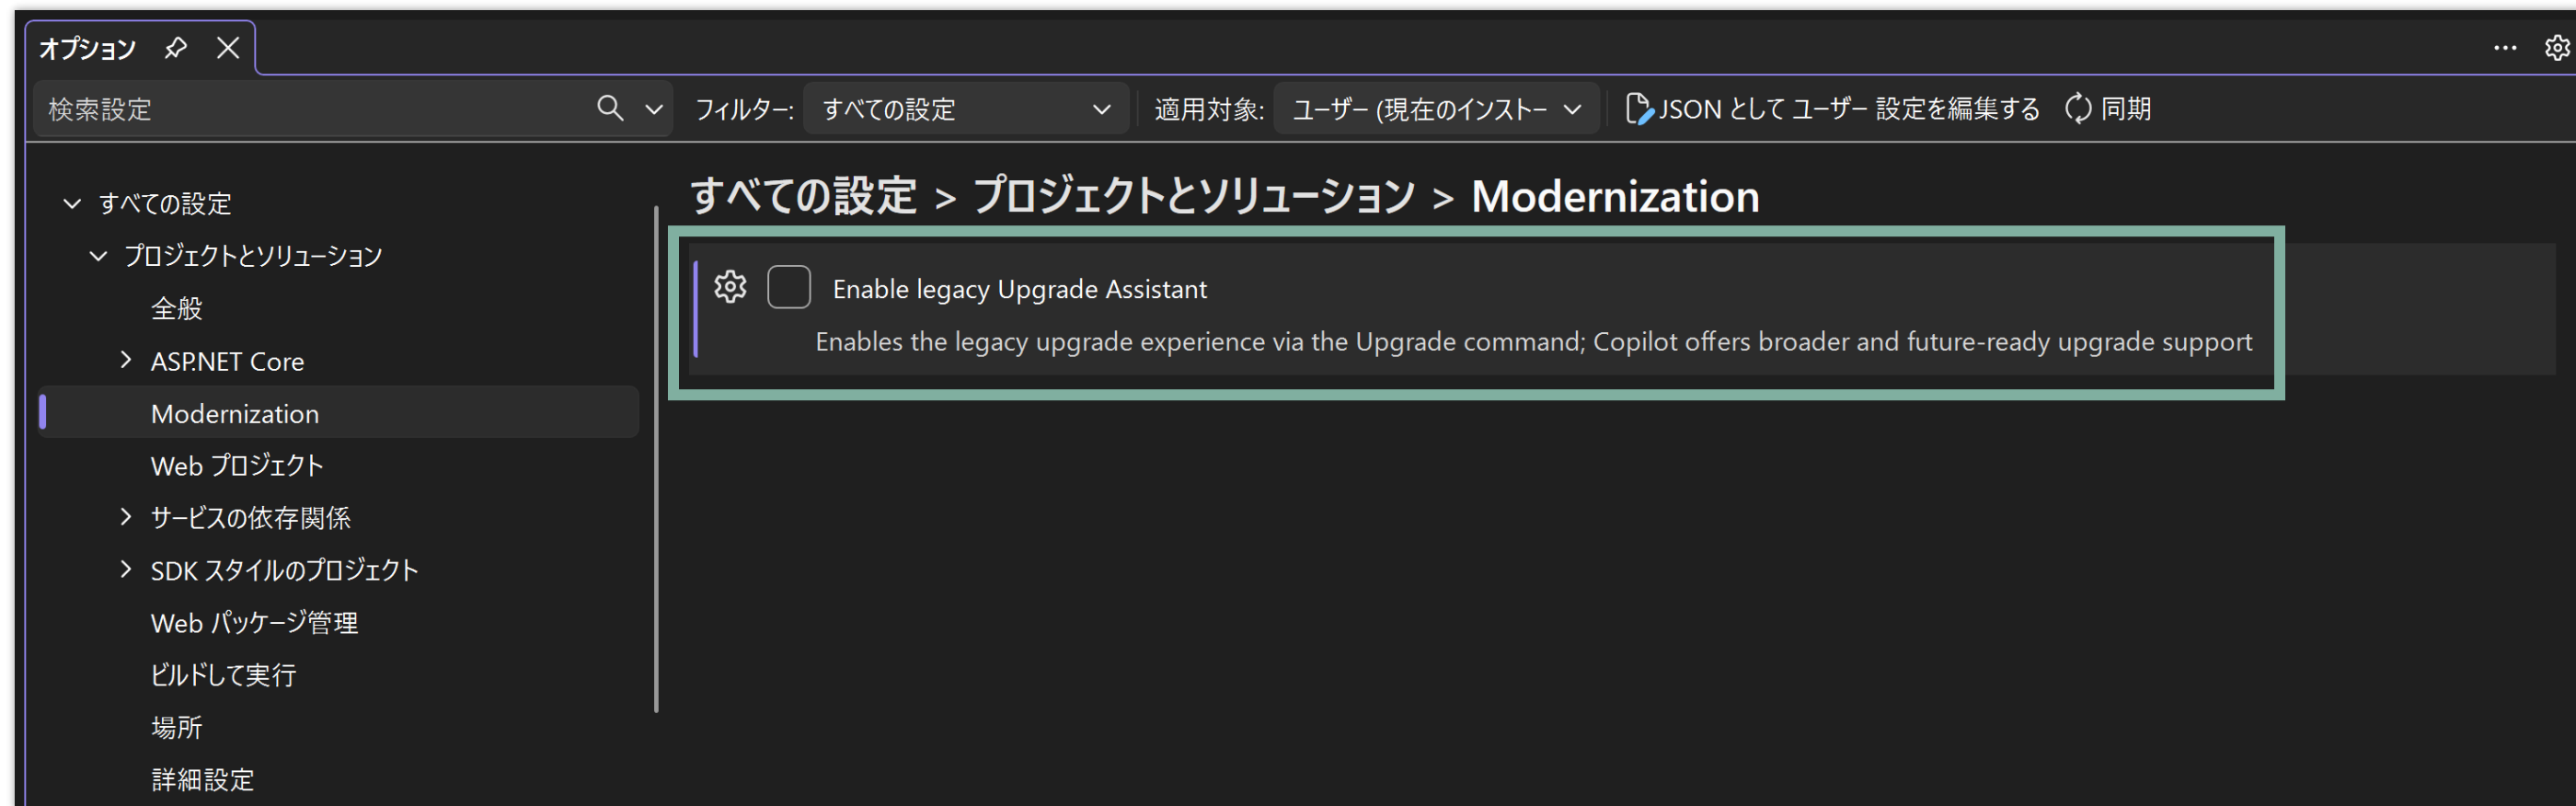 オプション
検索設定
フィルター: すべての設定 適用対象: ユーザー (現在のインストー JSON として ユーザー 設定を編集する 同期
すべての設定
プロジェクトとソリューション
全般
ASP.NET Core
Modernization
Web プロジェクト
サービスの依存関係
SDK スタイルのプロジェクト
Web パッケージ管理
ビルドして実行
場所
詳細設定
すべての設定 > プロジェクトとソリューション > Modernization
Enable legacy Upgrade Assistant
Enables the legacy upgrade experience via the Upgrade command; Copilot offers broader and future-ready upgrade support